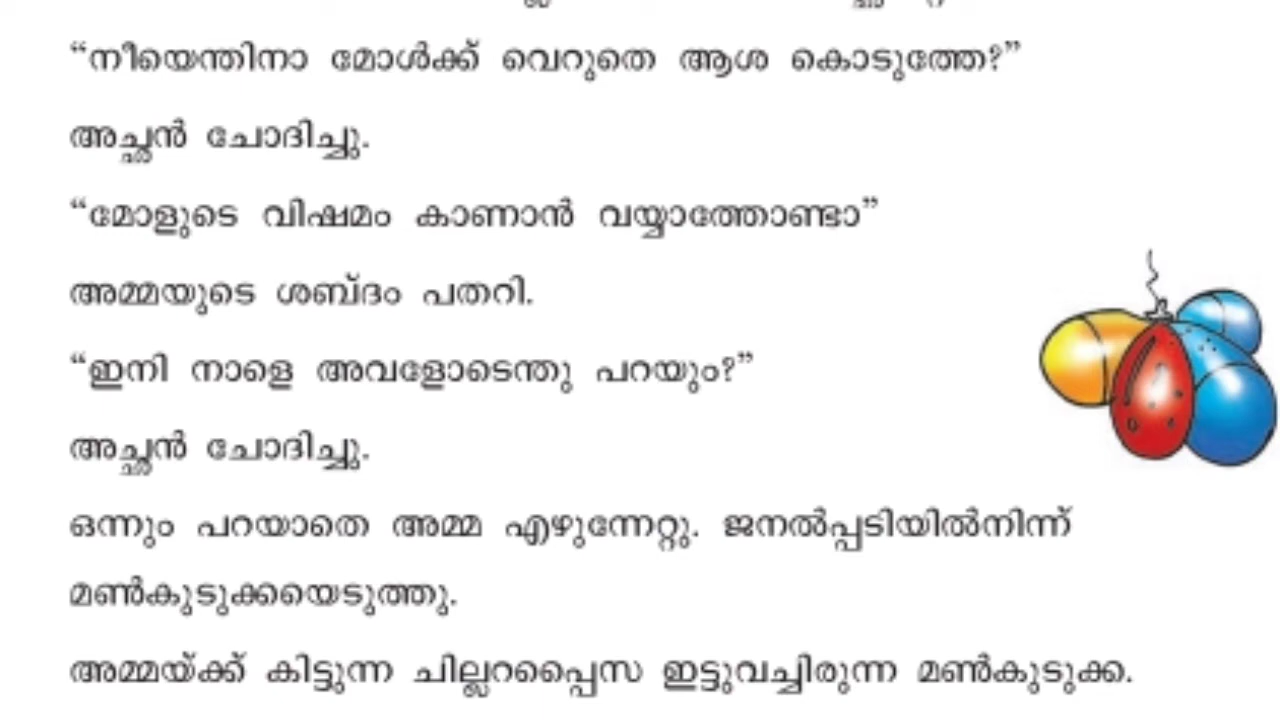 “നീയെന്തിനാ മോൾക്ക് വെറുതെ ആശ കൊടുത്തേ?”
അച്ഛൻ ചോദിച്ചു.
“മോളുടെ വിഷമം കാണാൻ വയ്യാത്തോണ്ടാ”
അമ്മയുടെ ശബ്ദം പതറി.
“ഇനി നാളെ അവളോടെന്തു പറയും?”
അച്ഛൻ ചോദിച്ചു.
ഒന്നും പറയാതെ അമ്മ എഴുന്നേറ്റു. ജനൽപ്പടിയിൽനിന്ന്
മൺകുടുക്കയെടുത്തു.
അമ്മയ്ക്ക് കിട്ടുന്ന ചില്ലറപ്പൈസ ഇട്ടുവച്ചിരുന്ന മൺകുടുക്ക.